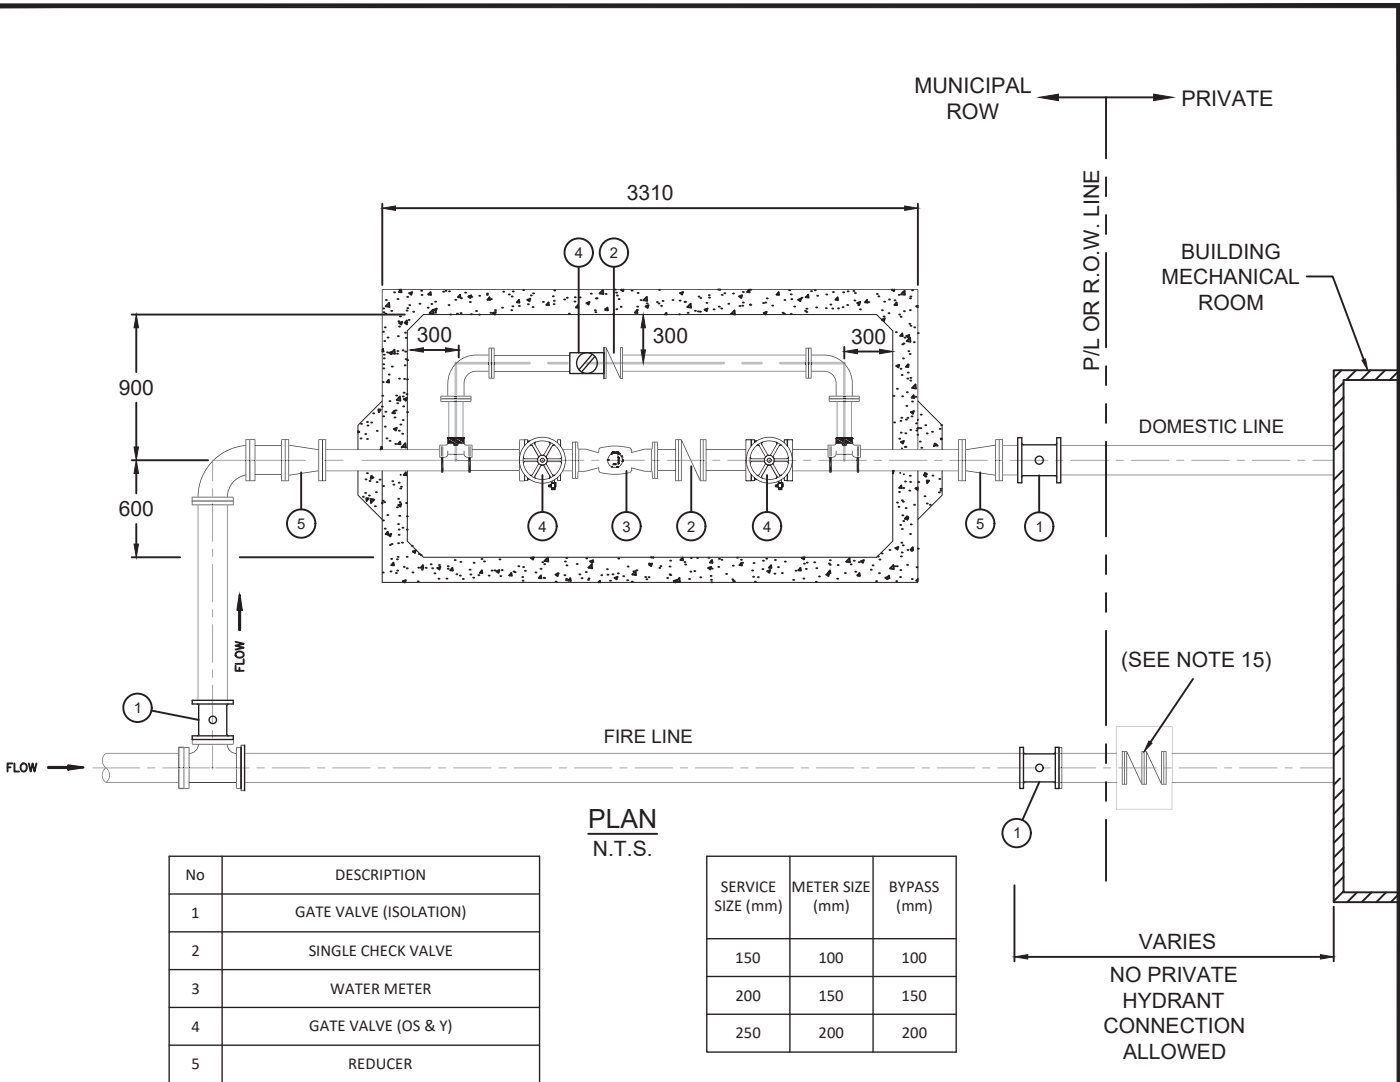 MUNICIPAL
ROW
PRIVATE
3310
P/L OR R.O.W. LINE
4
2
BUILDING
MECHANICAL
ROOM
300
300
300
900
DOMESTIC LINE
600
5
4
3
2
4
5
1
FLOW
(SEE NOTE 15)
1
FIRE LINE
FLOW
1
PLAN
N.T.S.
No DESCRIPTION
1 GATE VALVE (ISOLATION)
2 SINGLE CHECK VALVE
3 WATER METER
4 GATE VALVE (OS & Y)
5 REDUCER
SERVICE METER SIZE BYPASS
SIZE (mm) (mm) (mm)
150 100 100
200 150 150
250 200 200
VARIES
NO PRIVATE
HYDRANT
CONNECTION
ALLOWED